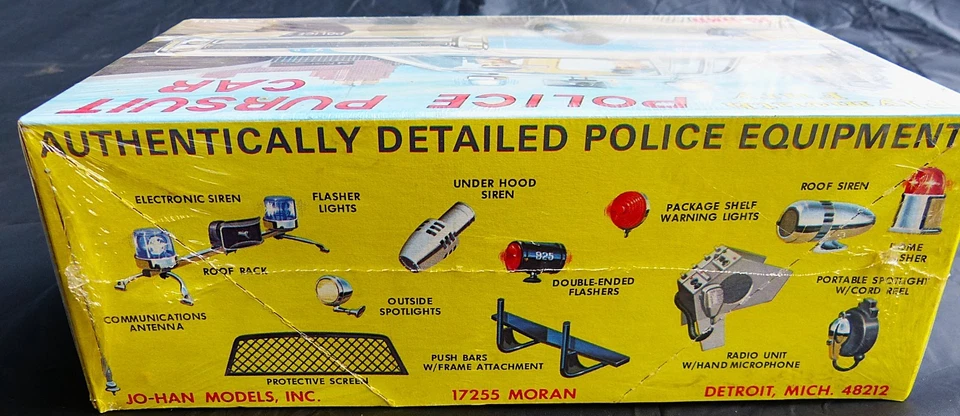 POLICE PURSUIT
CAR
AUTHENTICALLY DETAILED POLICE EQUIPMENT
ELECTRONIC SIREN
FLASHER
LIGHTS
UNDER HOOD
SIREN
PACKAGE SHELF
WARNING LIGHTS
ROOF SIREN
ROOF RACK
825
DOUBLE-ENDED
FLASHERS
PORTABLE SPOTLIGHT
W/CORD REEL
OUTSIDE
SPOTLIGHTS
COMMUNICATIONS
ANTENNA
PUSH BARS
W/FRAME ATTACHMENT
RADIO UNIT
W/HAND MICROPHONE
PROTECTIVE SCREEN
JO-HAN MODELS, INC. 17255 MORAN DETROIT, MICH. 48212